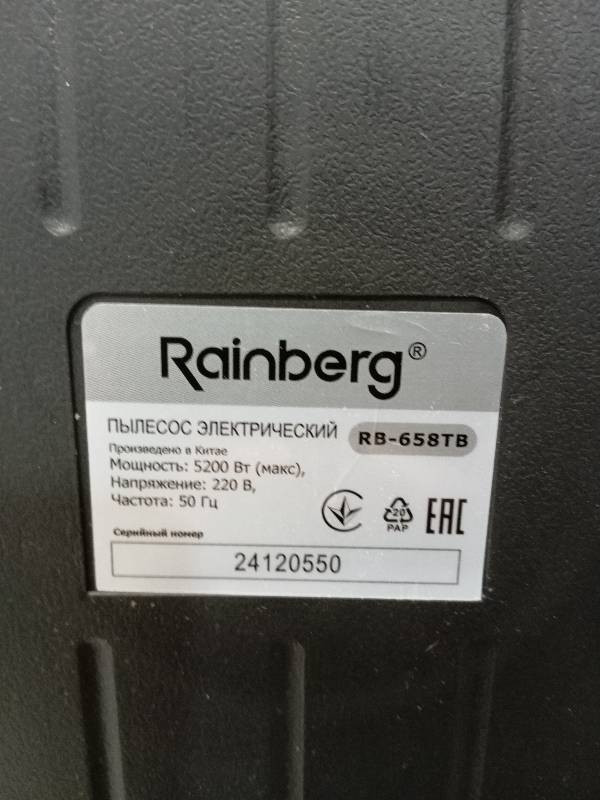 Rainberg®
ПЫЛЕСОС ЭЛЕКТРИЧЕСКИЙ
RB-658TB
Произведено в Китае
Мощность: 5200 Вт (макс),
Напряжение: 220 В,
Частота: 50 Гц
20
PAP
EAC
Серийный номер
24120550